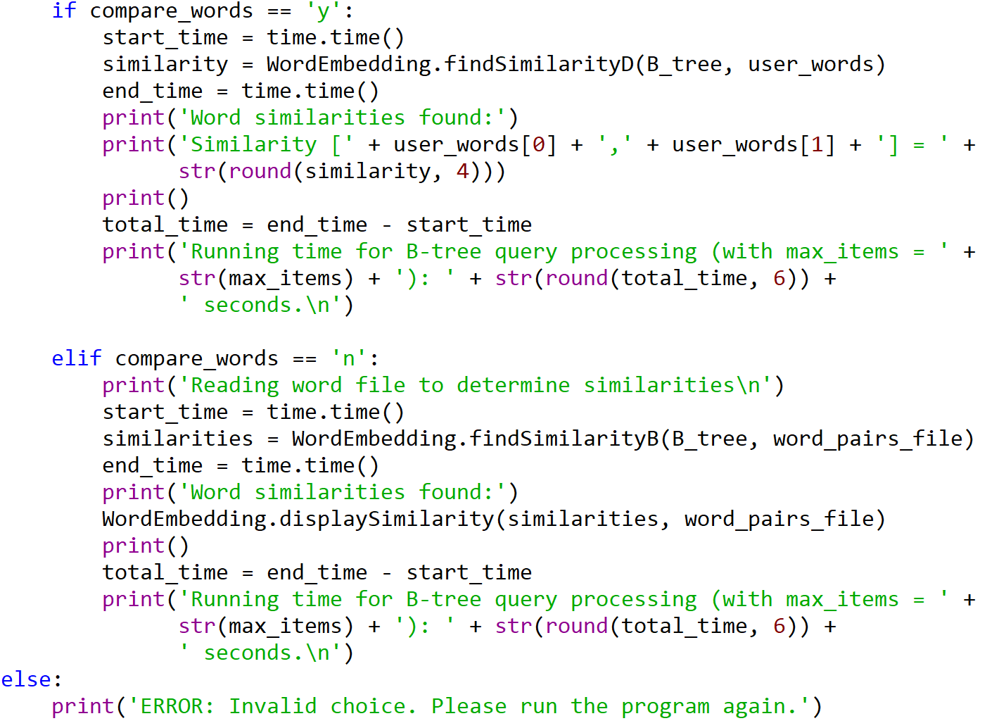 if compare_words == 'y':
        start_time = time.time()
        similarity = WordEmbedding.findSimilarityD(B_tree, user_words)
        end_time = time.time()
        print('Word similarities found:')
        print('Similarity [' + user_words[0] + ',' + user_words[1] + '] = ' +
              str(round(similarity, 4)))
        print()
        total_time = end_time - start_time
        print('Running time for B-tree query processing (with max_items = ' +
              str(max_items) + '): ' + str(round(total_time, 6)) +
              ' seconds.\n')

    elif compare_words == 'n':
        print('Reading word file to determine similarities\n')
        start_time = time.time()
        similarities = WordEmbedding.findSimilarityB(B_tree, word_pairs_file)
        end_time = time.time()
        print('Word similarities found:')
        WordEmbedding.displaySimilarity(similarities, word_pairs_file)
        print()
        total_time = end_time - start_time
        print('Running time for B-tree query processing (with max_items = ' +
              str(max_items) + '): ' + str(round(total_time, 6)) +
              ' seconds.\n')
else:
    print('ERROR: Invalid choice. Please run the program again.')